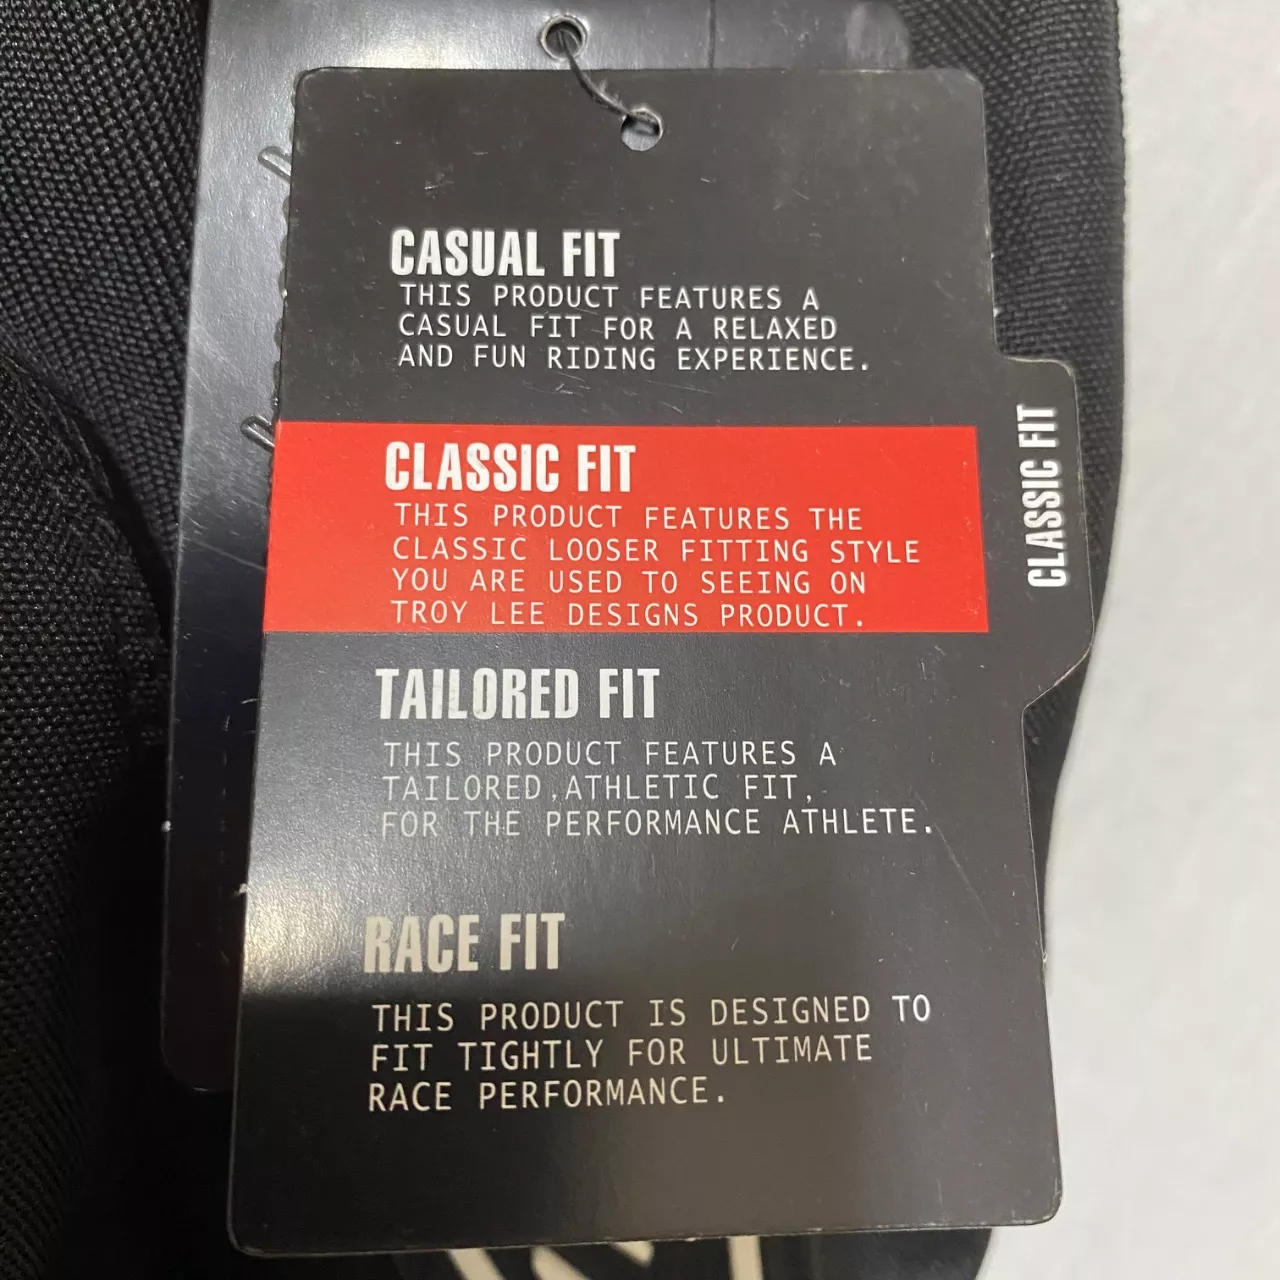 CASUAL FIT
THIS PRODUCT FEATURES A
CASUAL FIT FOR A RELAXED
AND FUN RIDING EXPERIENCE.
CLASSIC FIT
THIS PRODUCT FEATURES THE
CLASSIC LOOSER FITTING STYLE
YOU ARE USED TO SEEING ON
TROY LEE DESIGNS PRODUCT.
CLASSIC FIT
TAILORED FIT
THIS PRODUCT FEATURES A
TAILORED,ATHLETIC FIT,
FOR THE PERFORMANCE ATHLETE.
RACE FIT
THIS PRODUCT IS DESIGNED TO
FIT TIGHTLY FOR ULTIMATE
RACE PERFORMANCE.